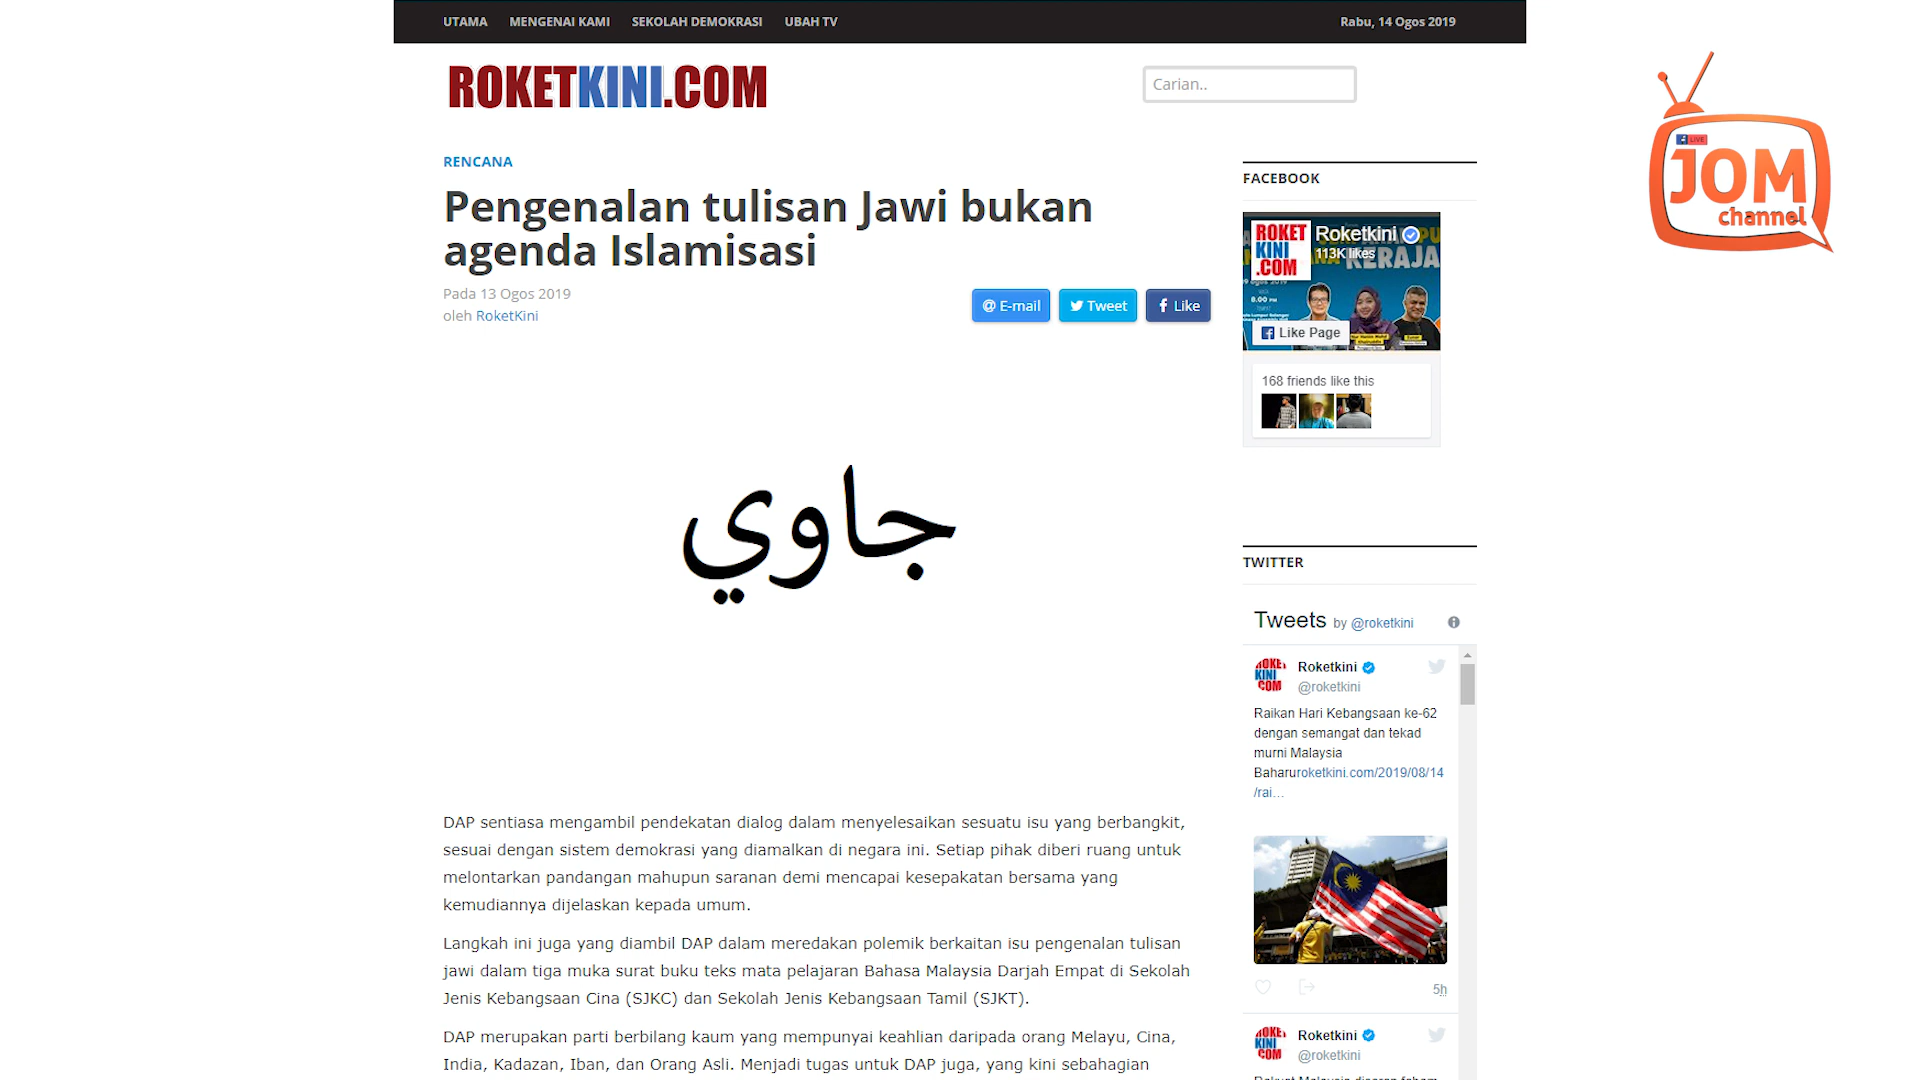 UTAMA MENGENAI KAMI SEKOLAH DEMOKRASI UBAH TV Rabu, 14 Ogos 2019
ROKETKINI.COM
Carian..
LIVE
JOM
channel
RENCANA
Pengenalan tulisan Jawi bukan
agenda Islamisasi
Pada 13 Ogos 2019
oleh RoketKini
E-mail Tweet Like
جاوي
DAP sentiasa mengambil pendekatan dialog dalam menyelesaikan sesuatu isu yang berbangkit,
sesuai dengan sistem demokrasi yang diamalkan di negara ini. Setiap pihak diberi ruang untuk
melontarkan pandangan mahupun saranan demi mencapai kesepakatan bersama yang
kemudiannya dijelaskan kepada umum.
Langkah ini juga yang diambil DAP dalam meredakan polemik berkaitan isu pengenalan tulisan
jawi dalam tiga muka surat buku teks mata pelajaran Bahasa Malaysia Darjah Empat di Sekolah
Jenis Kebangsaan Cina (SJKC) dan Sekolah Jenis Kebangsaan Tamil (SJKT).
DAP merupakan parti berbilang kaum yang mempunyai keahlian daripada orang Melayu, Cina,
India, Kadazan, Iban, dan Orang Asli. Menjadi tugas untuk DAP juga, yang kini sebahagian
FACEBOOK
ROKET
KINI
.COM
Roketkini
113K likes
KERAJA
8.00 PM
Like Page
168 friends like this
TWITTER
Tweets by @roketkini
Roketkini
@roketkini
Raikan Hari Kebangsaan ke-62
dengan semangat dan tekad
murni Malaysia
Baharuroketkini.com/2019/08/14
/rai…
5h
Roketkini
@roketkini